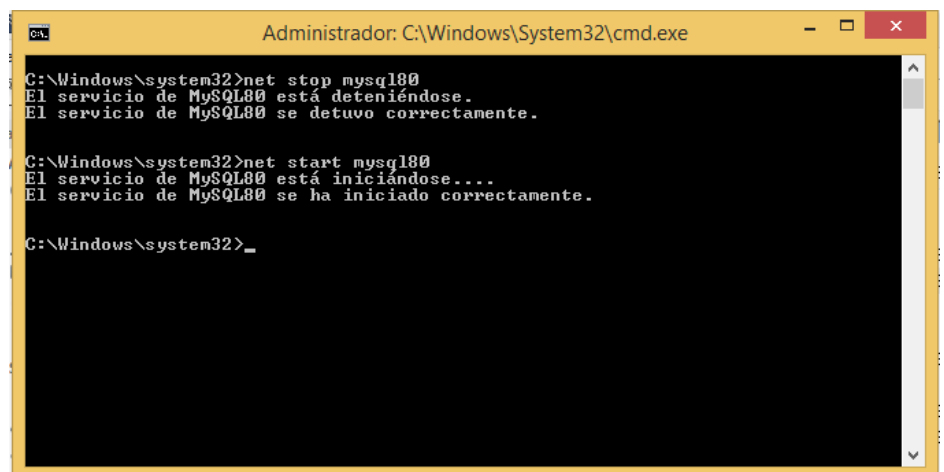 Administrador: C:\Windows\System32\cmd.exe
C:\Windows\system32>net stop mysql80
El servicio de MySQL80 está deteniéndose.
El servicio de MySQL80 se detuvo correctamente.
C:\Windows\system32>net start mysql80
El servicio de MySQL80 está iniciándose....
El servicio de MySQL80 se ha iniciado correctamente.
C:\Windows\system32>_